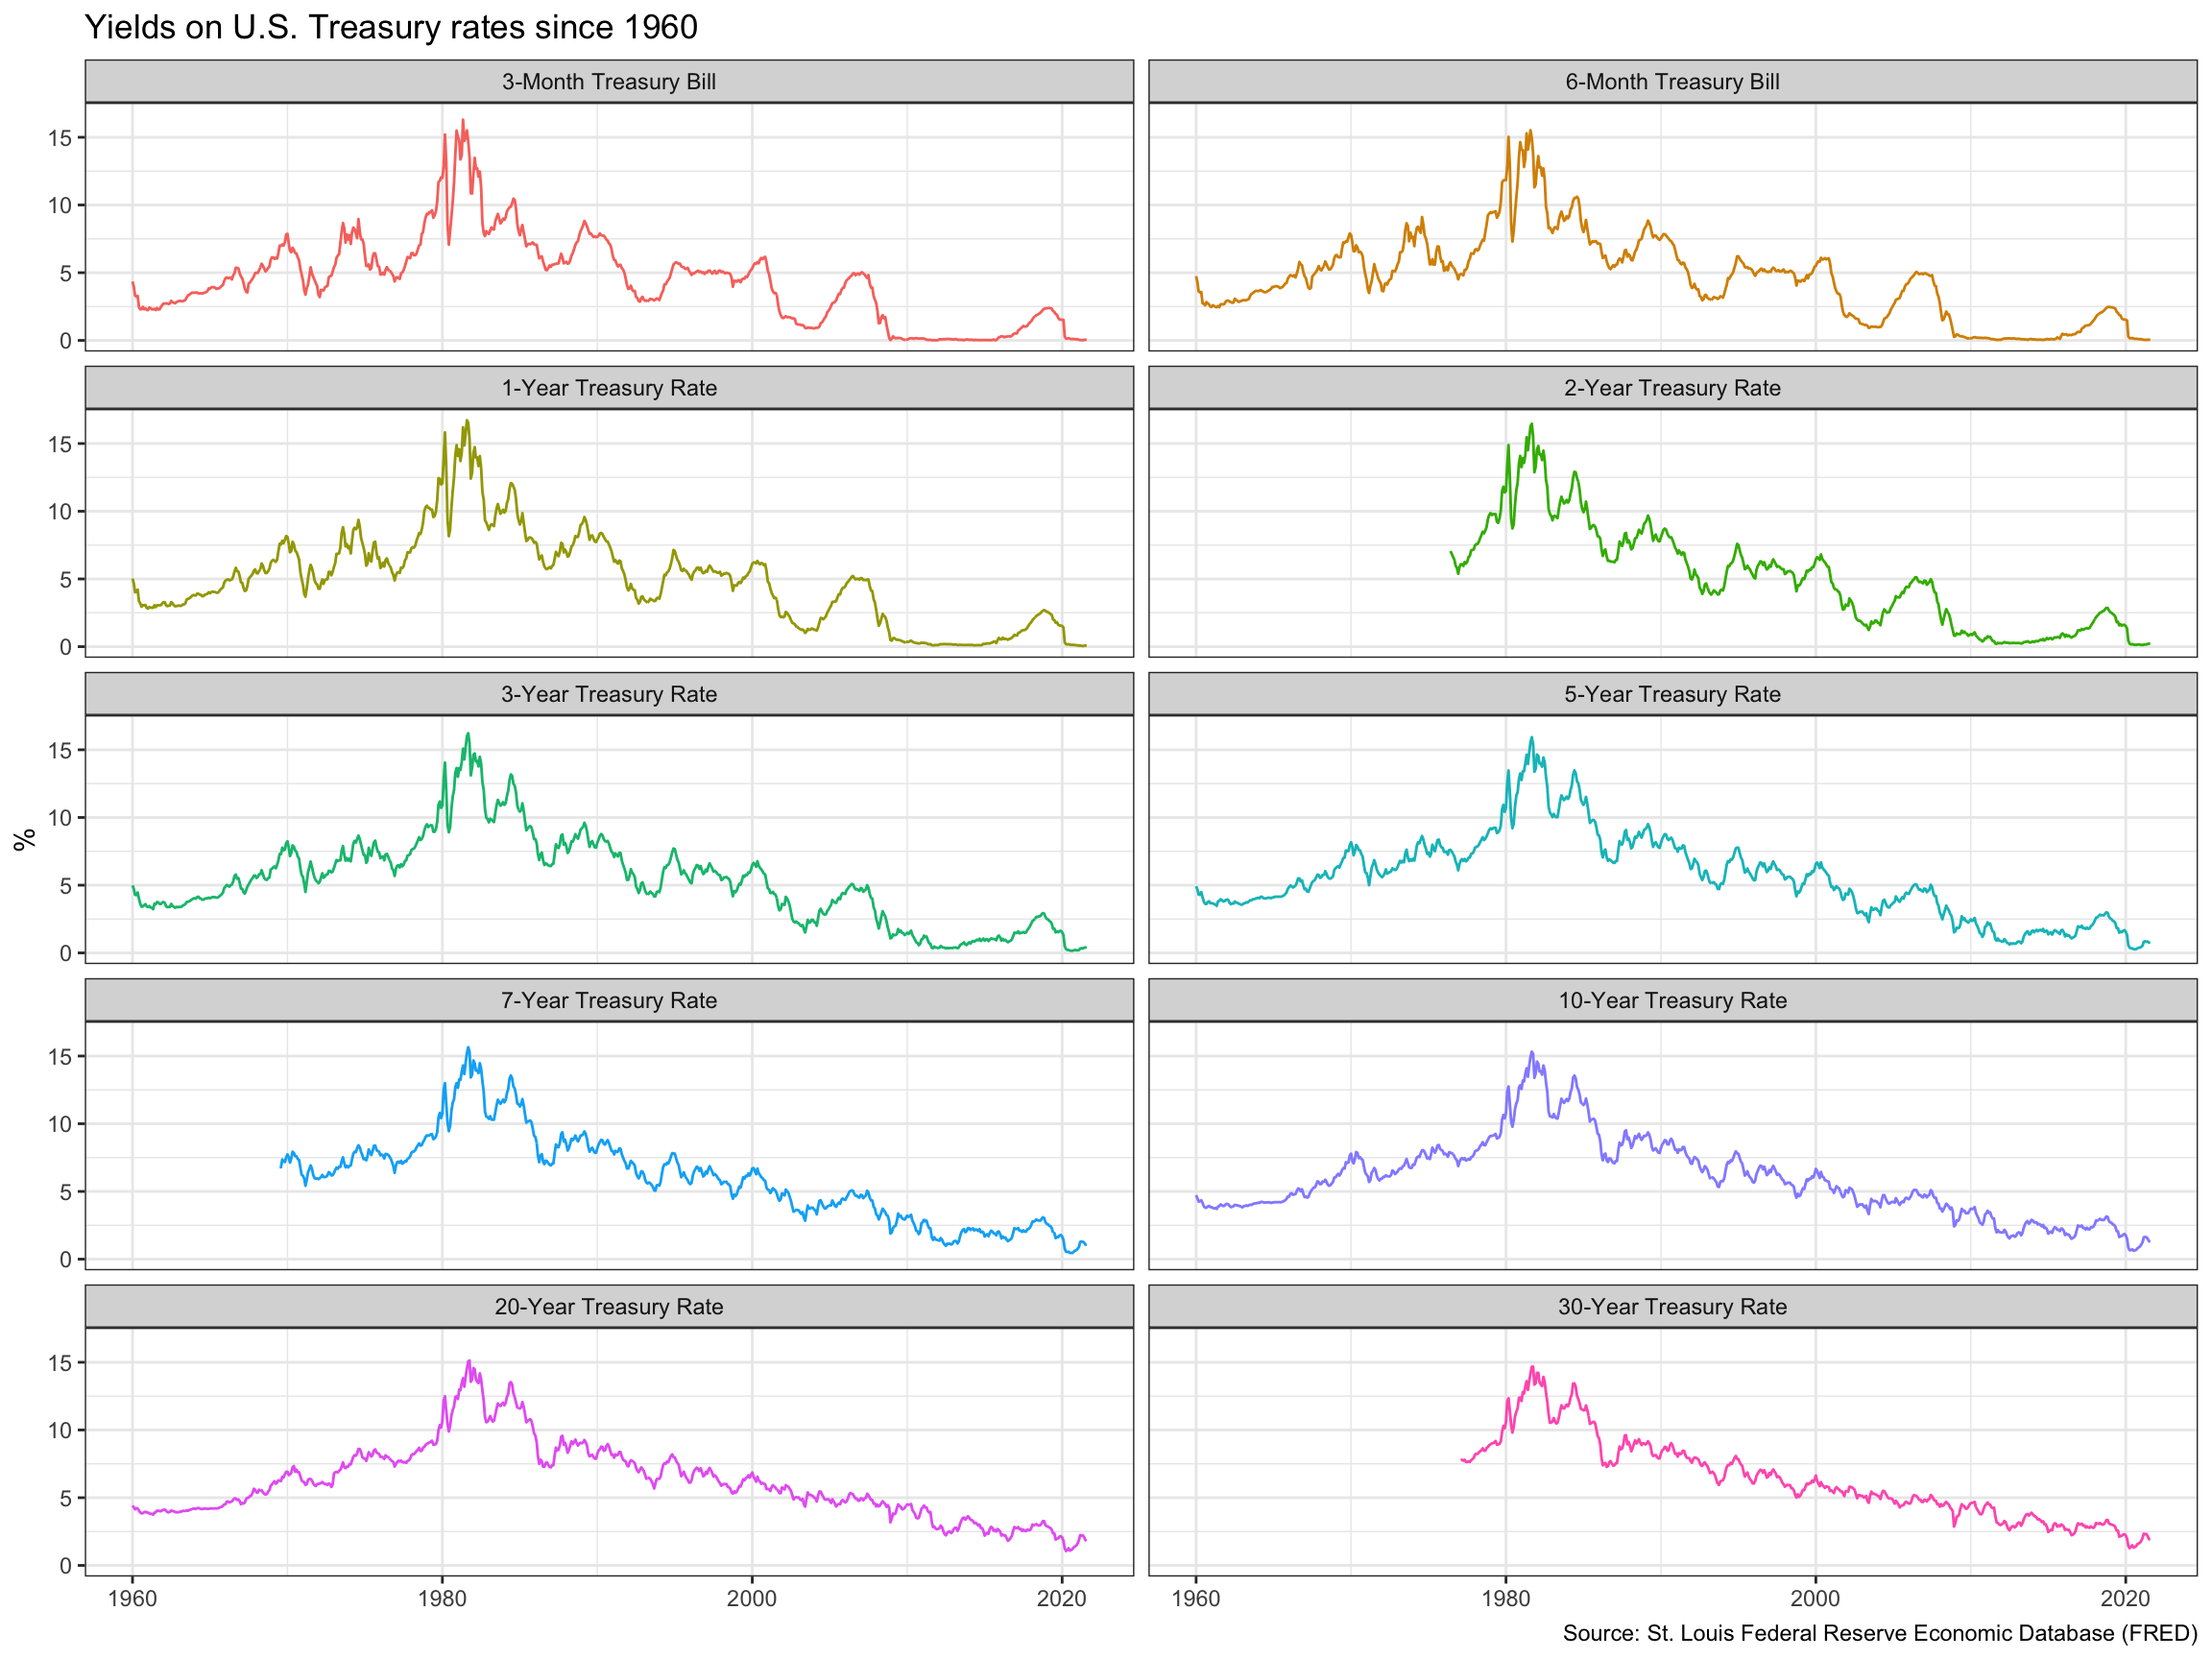 Yields on U.S. Treasury rates since 1960
3-Month Treasury Bill
6-Month Treasury Bill
15
10
5
0
1-Year Treasury Rate
2-Year Treasury Rate
15
10
5
0
3-Year Treasury Rate
5-Year Treasury Rate
15
10
5
0
%
7-Year Treasury Rate
10-Year Treasury Rate
15
10
5
0
20-Year Treasury Rate
30-Year Treasury Rate
15
10
5
0
1960 1980 2000 2020
1960 1980 2000 2020
Source: St. Louis Federal Reserve Economic Database (FRED)